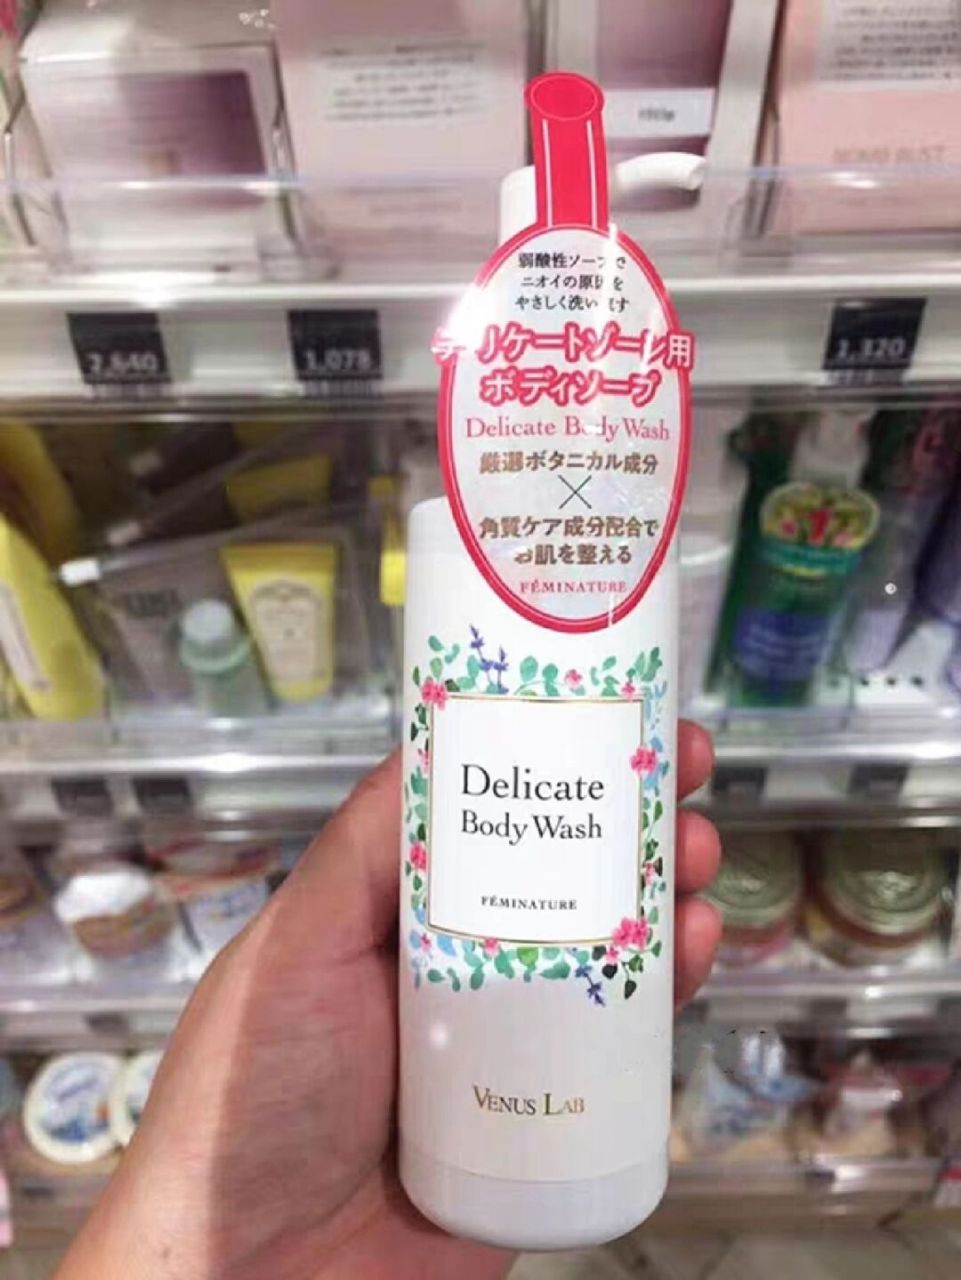 2,640
1,078
1,320
弱酸性ソープで
ニオイの原因を
やさしく洗います
デリケートゾーン用
ボディソープ
Delicate Body Wash
厳選ボタニカル成分
×
角質ケア成分配合で
お肌を整える
FÉMINATURE
Delicate
Body Wash
FÉMINATURE
VENUS LAB